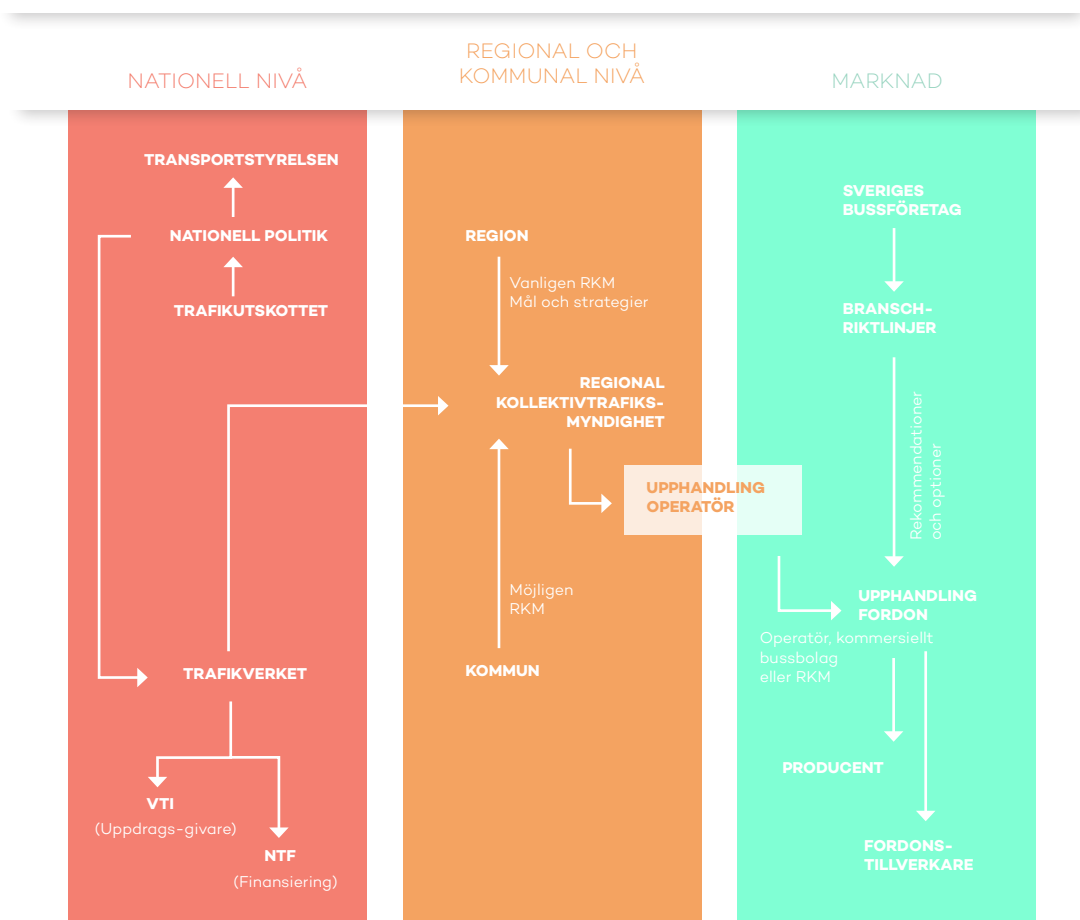 NATIONELL NIVÅ
REGIONAL OCH
KOMMUNAL NIVÅ
MARKNAD
TRANSPORTSTYRELSEN
NATIONELL POLITIK
TRAFIKUTSKOTTET
TRAFIKVERKET
VTI
(Uppdrags-givare)
NTF
(Finansiering)
REGION
Vanligen RKM
Mål och strategier
REGIONAL
KOLLEKTIVTRAFIKS-
MYNDIGHET
UPPHANDLING
OPERATÖR
Möjligen
RKM
KOMMUN
SVERIGES
BUSSFÖRETAG
BRANSCH-
RIKTLINJER
Rekommendationer
och optioner
UPPHANDLING
FORDON
Operatör, kommersiellt
bussbolag
eller RKM
PRODUCENT
FORDONS-
TILLVERKARE